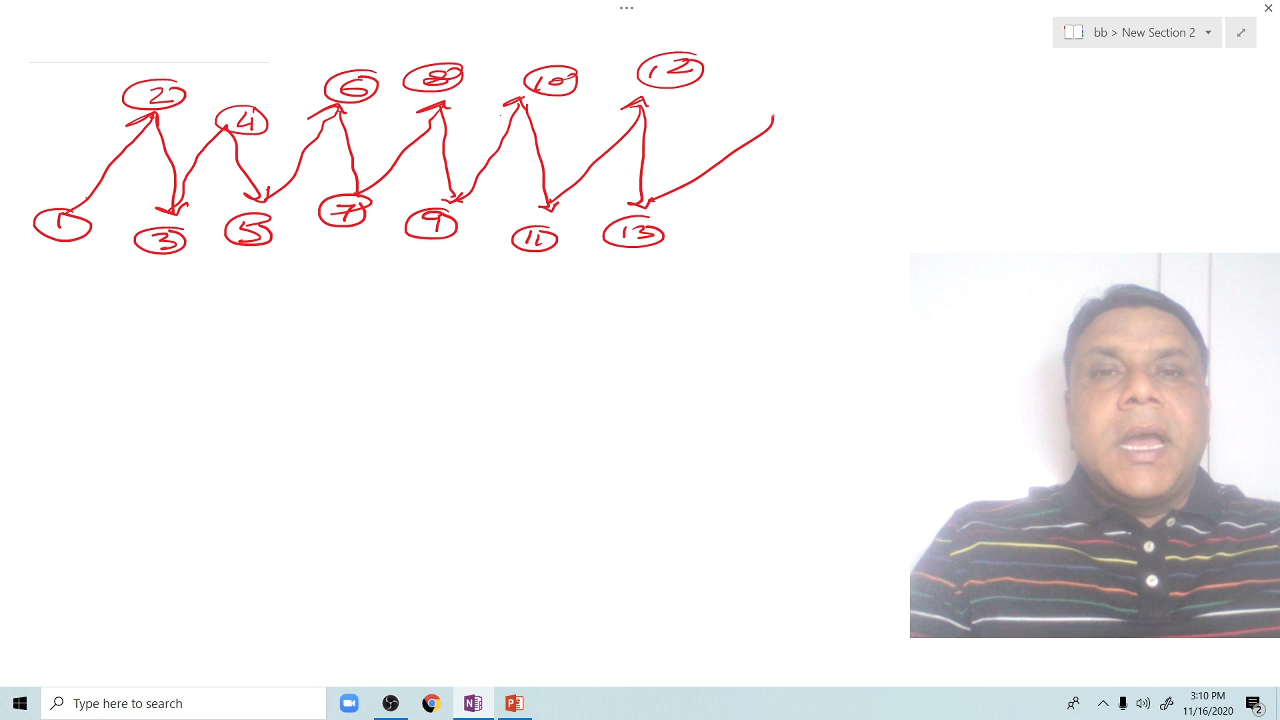 bb > New Section 2
2 4 6 8 10 12
1 3 5 7 9 11 13
Type here to search
3:10 PM
11/16/2020
2